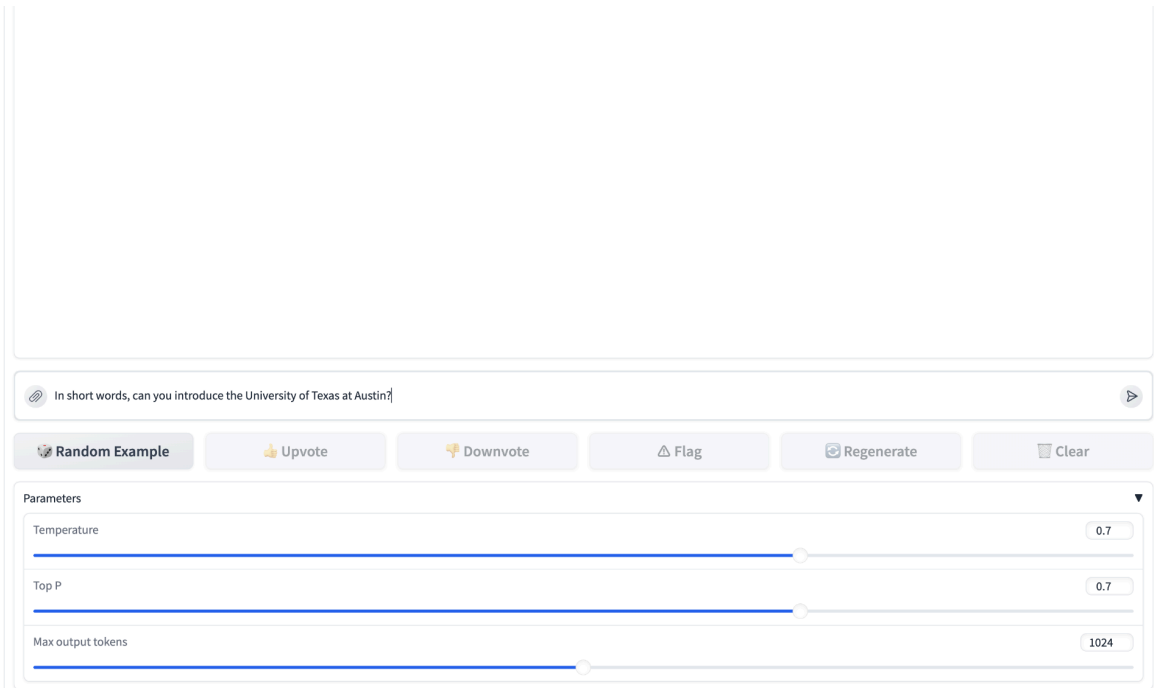 In short words, can you introduce the University of Texas at Austin?
🎲 Random Example
👍 Upvote
👎 Downvote
⚠ Flag
🔄 Regenerate
🗑 Clear
Parameters
▼
Temperature
0.7
Top P
0.7
Max output tokens
1024